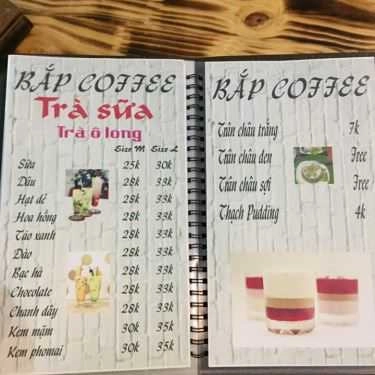 BẮP COFFEE
Trà sữa
Trà ô long
Size M Size L
Sữa 25k 30k
Dâu 28k 33k
Hạt dẻ 28k 33k
Hoa hồng 28k 33k
Táo xanh 28k 33k
Đào 28k 33k
Bạc hà 28k 33k
Chocolate 28k 33k
Chanh dây 28k 33k
Kem mặm 30k 35k
Kem phomai 30k 35k
BẮP COFFEE
Trân châu trắng 7k
Trân châu đen Free
Trân châu sợi Free
Thạch Pudding 4k